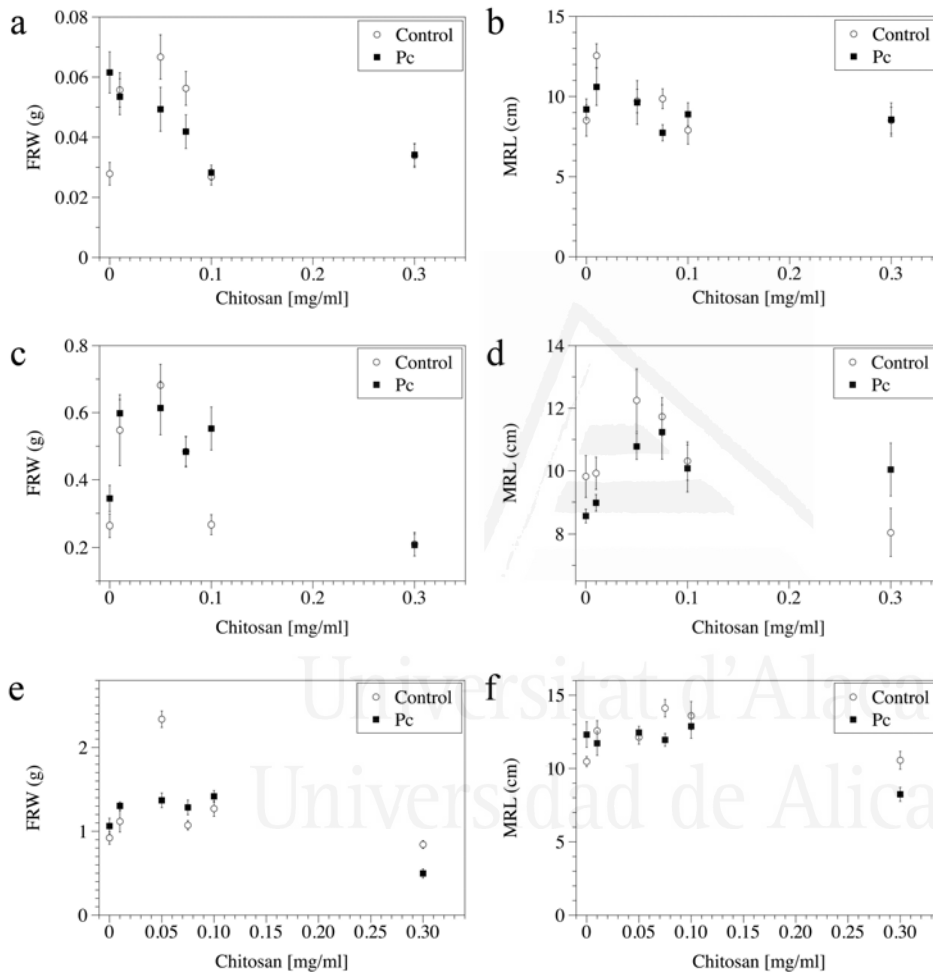 a
0.08
0.06
0.04
0.02
0
FRW (g)
0
0.1
0.2
0.3
Chitosan [mg/ml]
Control
Pc
b
15
10
5
0
MRL (cm)
0
0.1
0.2
0.3
Chitosan [mg/ml]
Control
Pc
c
0.8
0.6
0.4
0.2
FRW (g)
0
0.1
0.2
0.3
Chitosan [mg/ml]
Control
Pc
d
14
12
10
8
MRL (cm)
0
0.1
0.2
0.3
Chitosan [mg/ml]
Control
Pc
e
2
1
0
FRW (g)
0
0.05
0.10
0.15
0.20
0.25
0.30
Chitosan [mg/ml]
Control
Pc
f
15
10
5
0
MRL (cm)
0
0.05
0.10
0.15
0.20
0.25
0.30
Chitosan [mg/ml]
Control
Pc
Universitat d'Alaca
Universidad de Alica